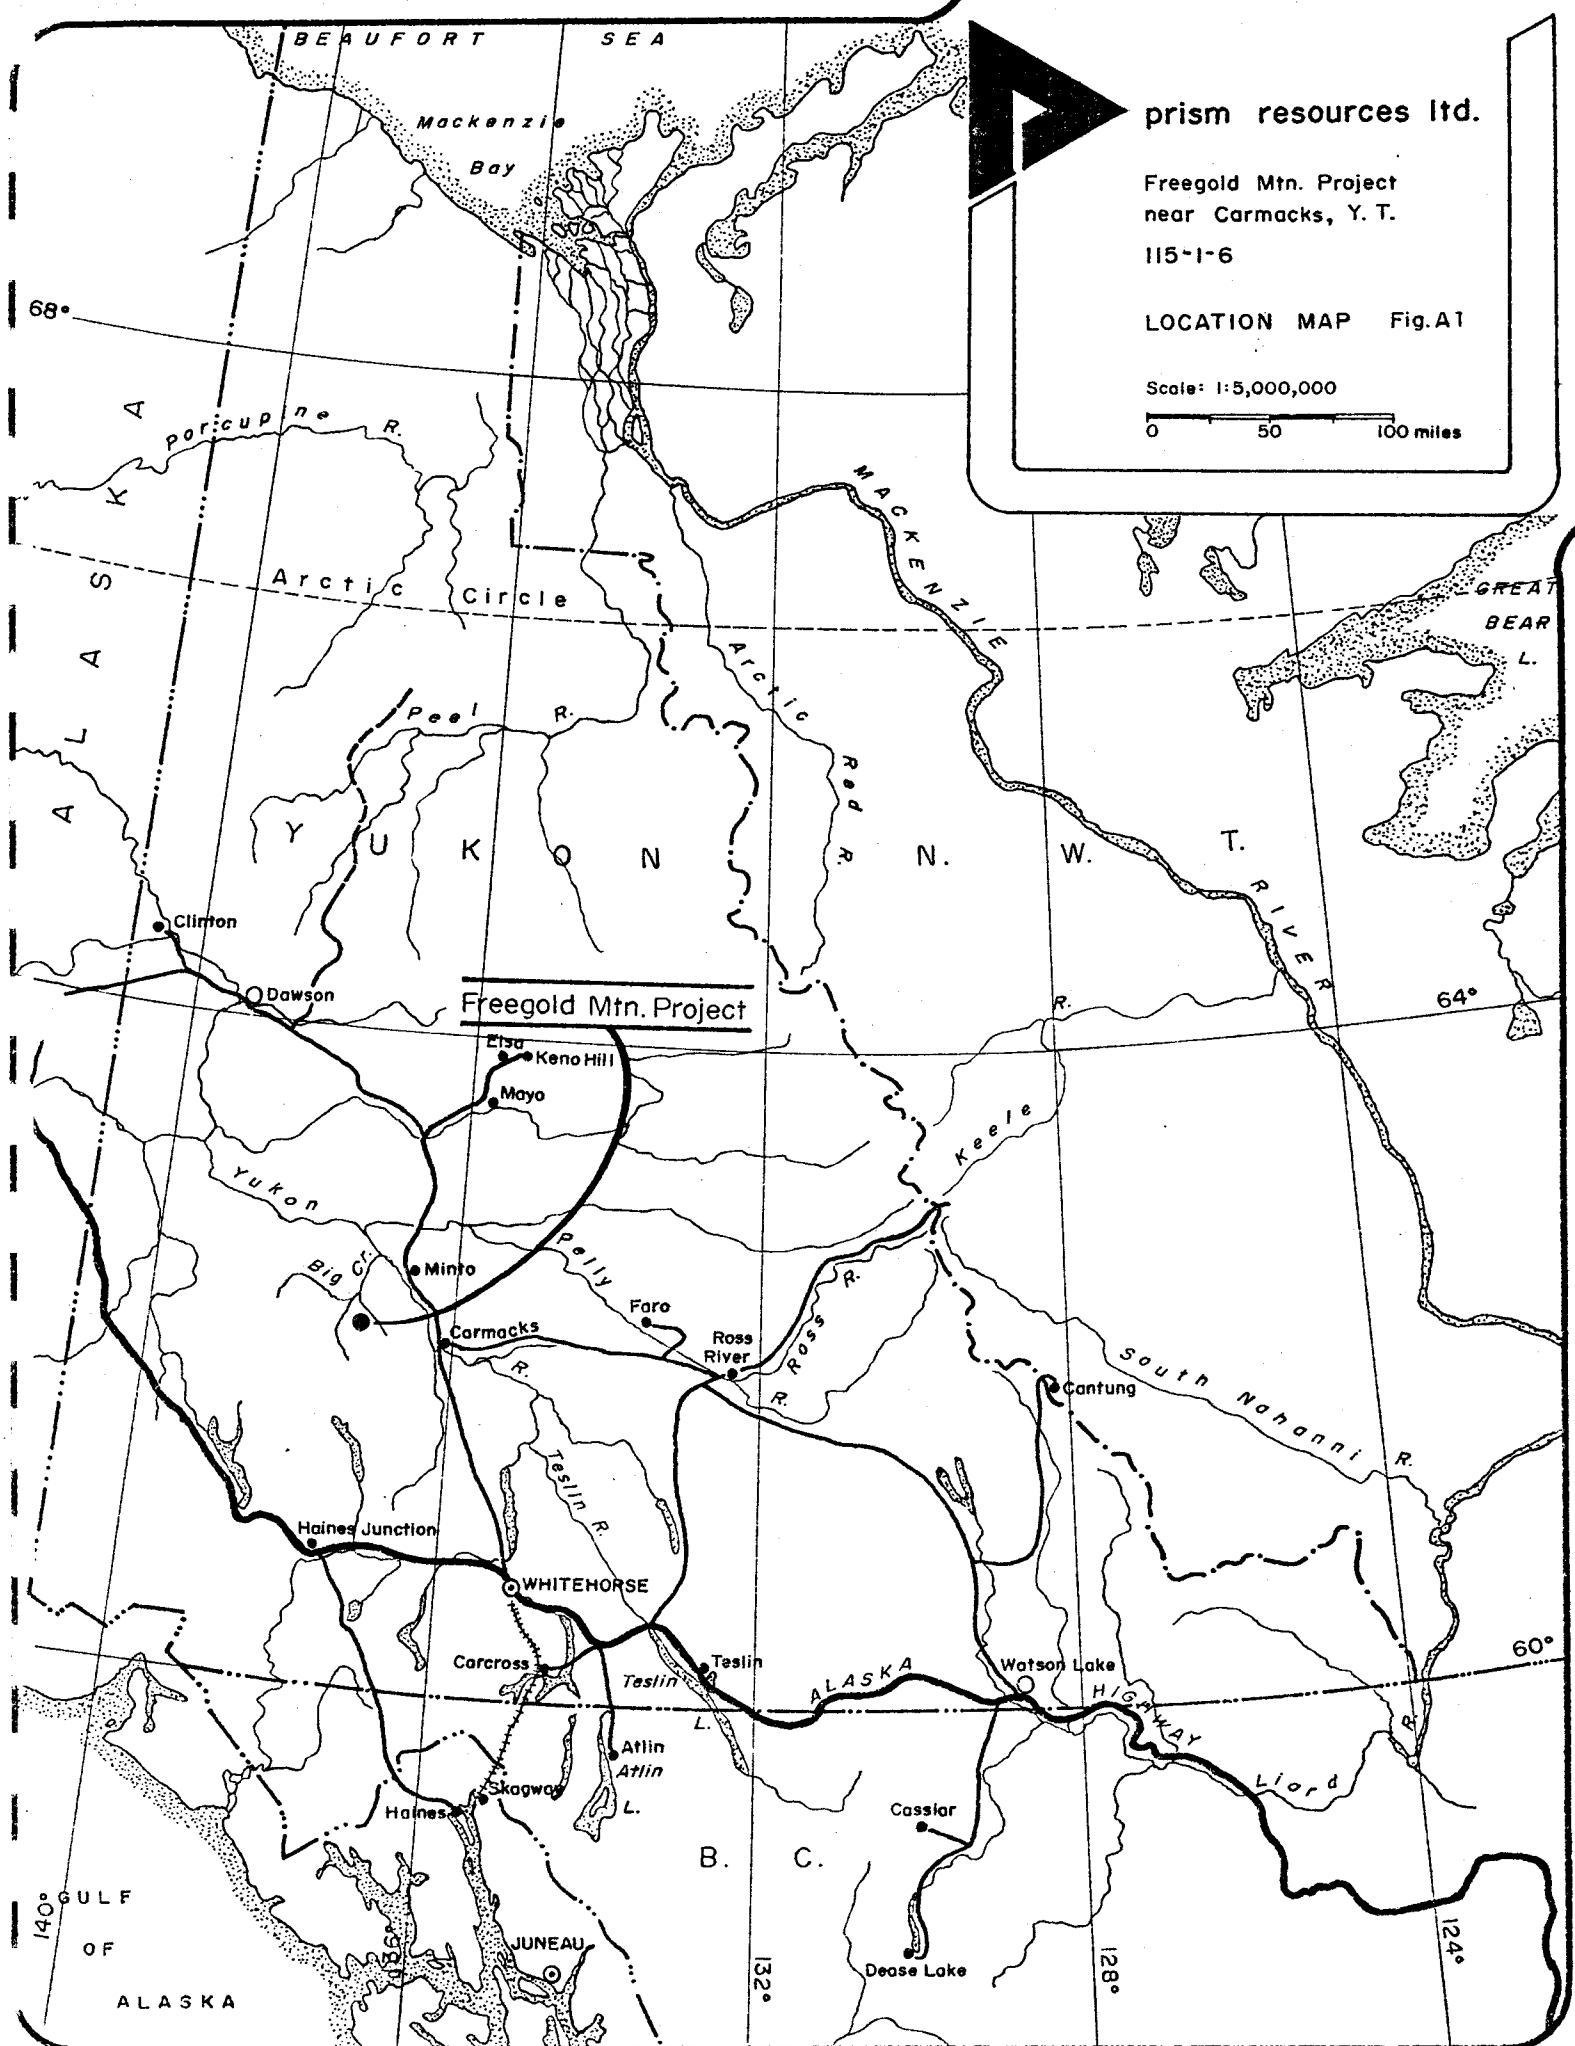 BEAUFORT SEA
Mackenzie
Bay
prism resources ltd.
Freegold Mtn. Project
near Carmacks, Y. T.
115-1-6
LOCATION MAP Fig. A1
Scale: 1:5,000,000
0 50 100 miles
68°
ALASKA
Porcupine R.
MACKENZIE RIVER
Arctic Circle
GREAT
BEAR
L.
Arctic Red R.
Peel R.
YUKON
N. W. T.
Clinton
Dawson
Freegold Mtn. Project
R.
64°
Elsa
Keno Hill
Mayo
Keele
Yukon
Pelly
Big Cr.
Minto
Faro
Ross R.
Carmacks
Ross
River
R.
R.
Cantung
South Nahanni R.
Teslin R.
Haines Junction
WHITEHORSE
60°
Carcross
Teslin
Teslin
L.
Watson Lake
ALASKA HIGHWAY
R.
Atlin
Atlin
L.
Skagway
Haines
Liard
Cassiar
B. C.
140°
GULF
OF
ALASKA
136°
JUNEAU
132°
Dease Lake
128°
124°